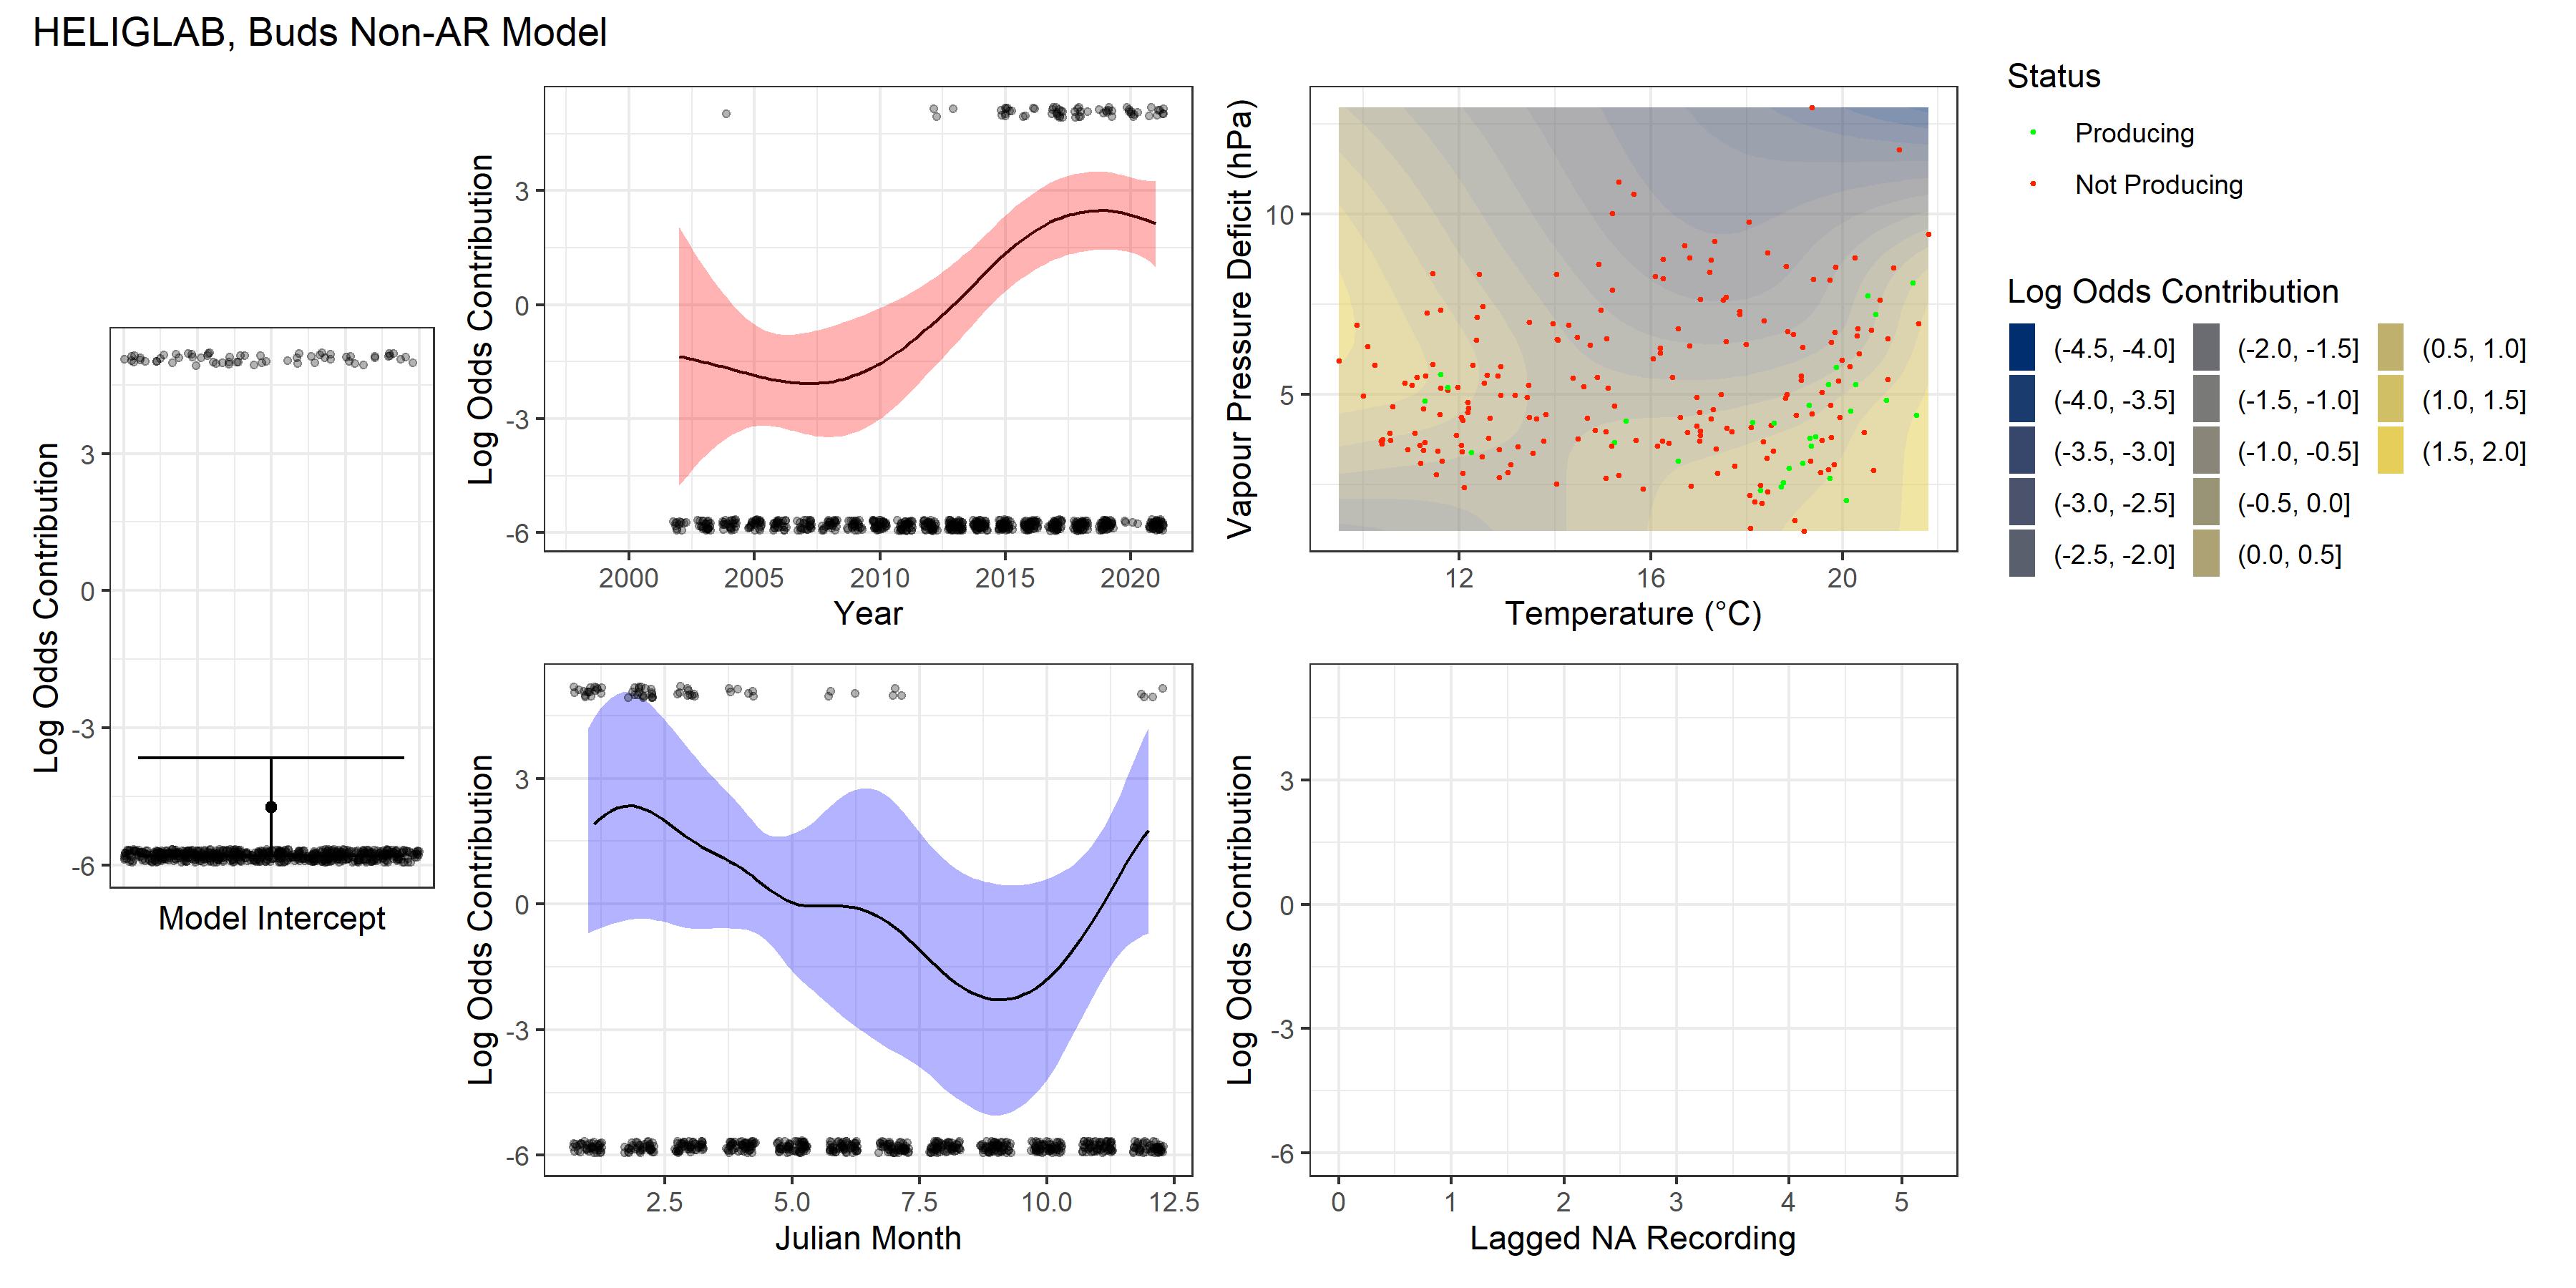 HELIGLAB, Buds Non-AR Model
Log Odds Contribution
3
0
-3
-6
Model Intercept
Log Odds Contribution
3
0
-3
-6
2000 2005 2010 2015 2020
Year
Vapour Pressure Deficit (hPa)
10
5
12 16 20
Temperature (°C)
Status
Producing
Not Producing
Log Odds Contribution
(-4.5, -4.0] (-2.0, -1.5] (0.5, 1.0]
(-4.0, -3.5] (-1.5, -1.0] (1.0, 1.5]
(-3.5, -3.0] (-1.0, -0.5] (1.5, 2.0]
(-3.0, -2.5] (-0.5, 0.0]
(-2.5, -2.0] (0.0, 0.5]
Log Odds Contribution
3
0
-3
-6
2.5 5.0 7.5 10.0 12.5
Julian Month
Log Odds Contribution
3
0
-3
-6
0 1 2 3 4 5
Lagged NA Recording